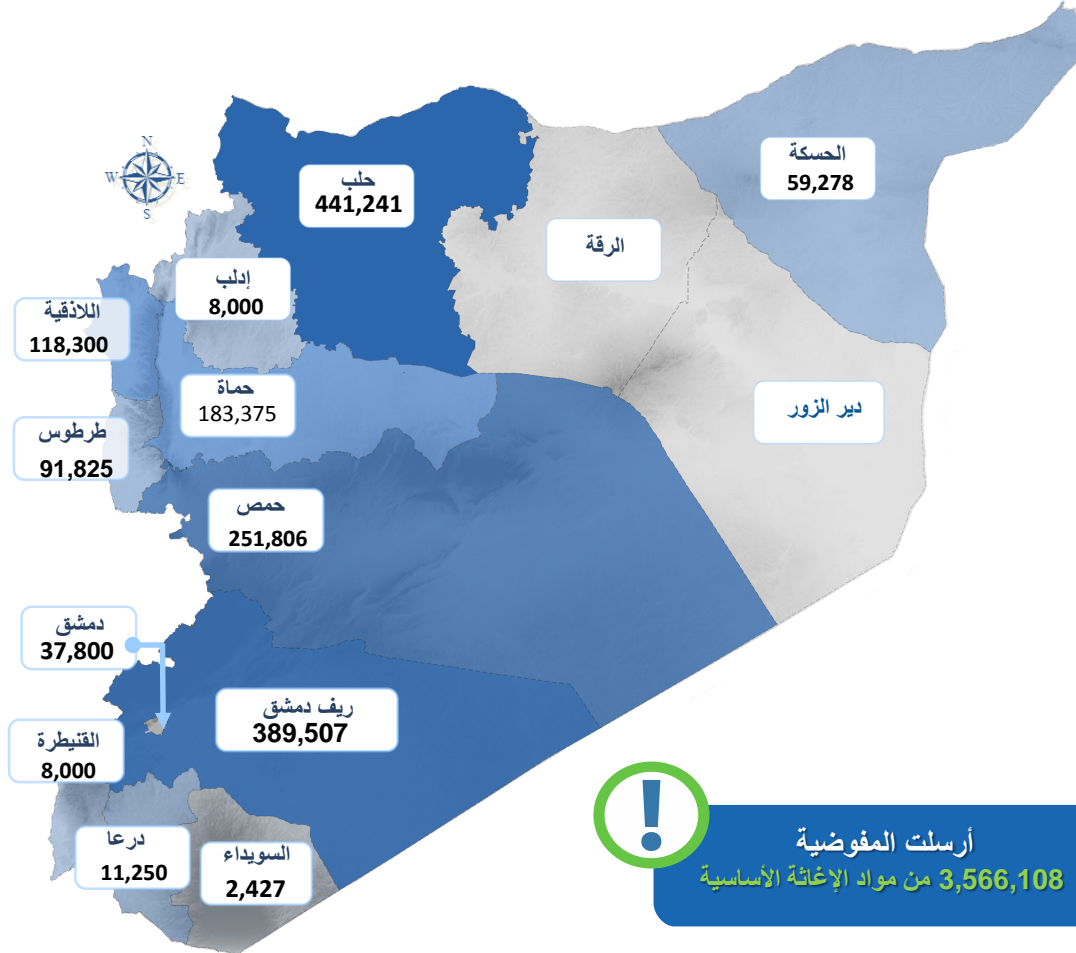 N
W E
S
الحسكة
59,278
حلب
441,241
الرقة
إدلب
8,000
اللاذقية
118,300
حماة
183,375
دير الزور
طرطوس
91,825
حمص
251,806
دمشق
37,800
ريف دمشق
389,507
القنيطرة
8,000
درعا
11,250
السويداء
2,427
!
أرسلت المفوضية
3,566,108 من مواد الإغاثة الأساسية